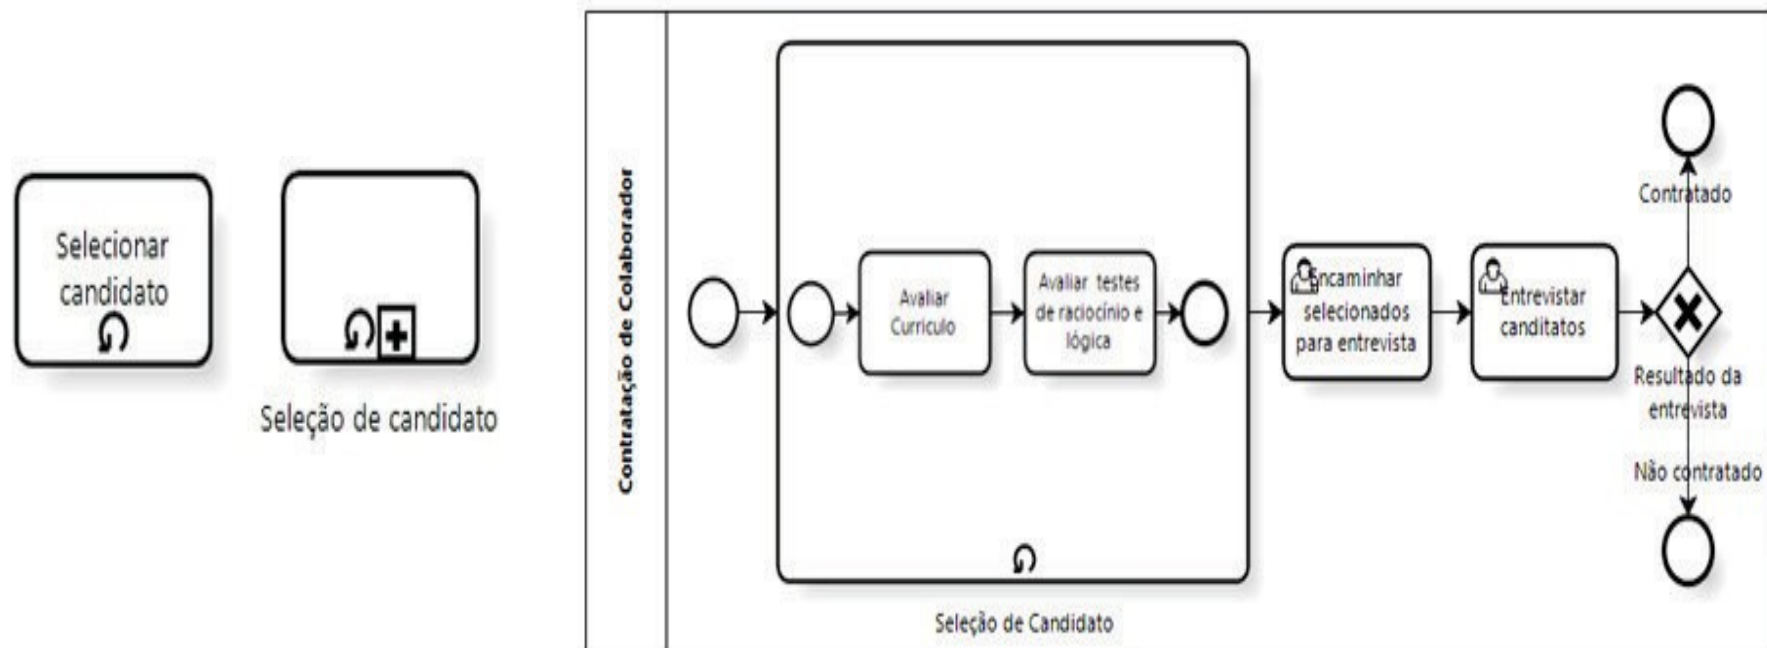 Selecionar
candidato
Seleção de candidato
Contratação de Colaborador
Avaliar
Curriculo
Avaliar testes
de raciocínio e
lógica
Seleção de Candidato
Encaminhar
selecionados
para entrevista
Entrevistar
canditatos
Contratado
Resultado da
entrevista
Não contratado